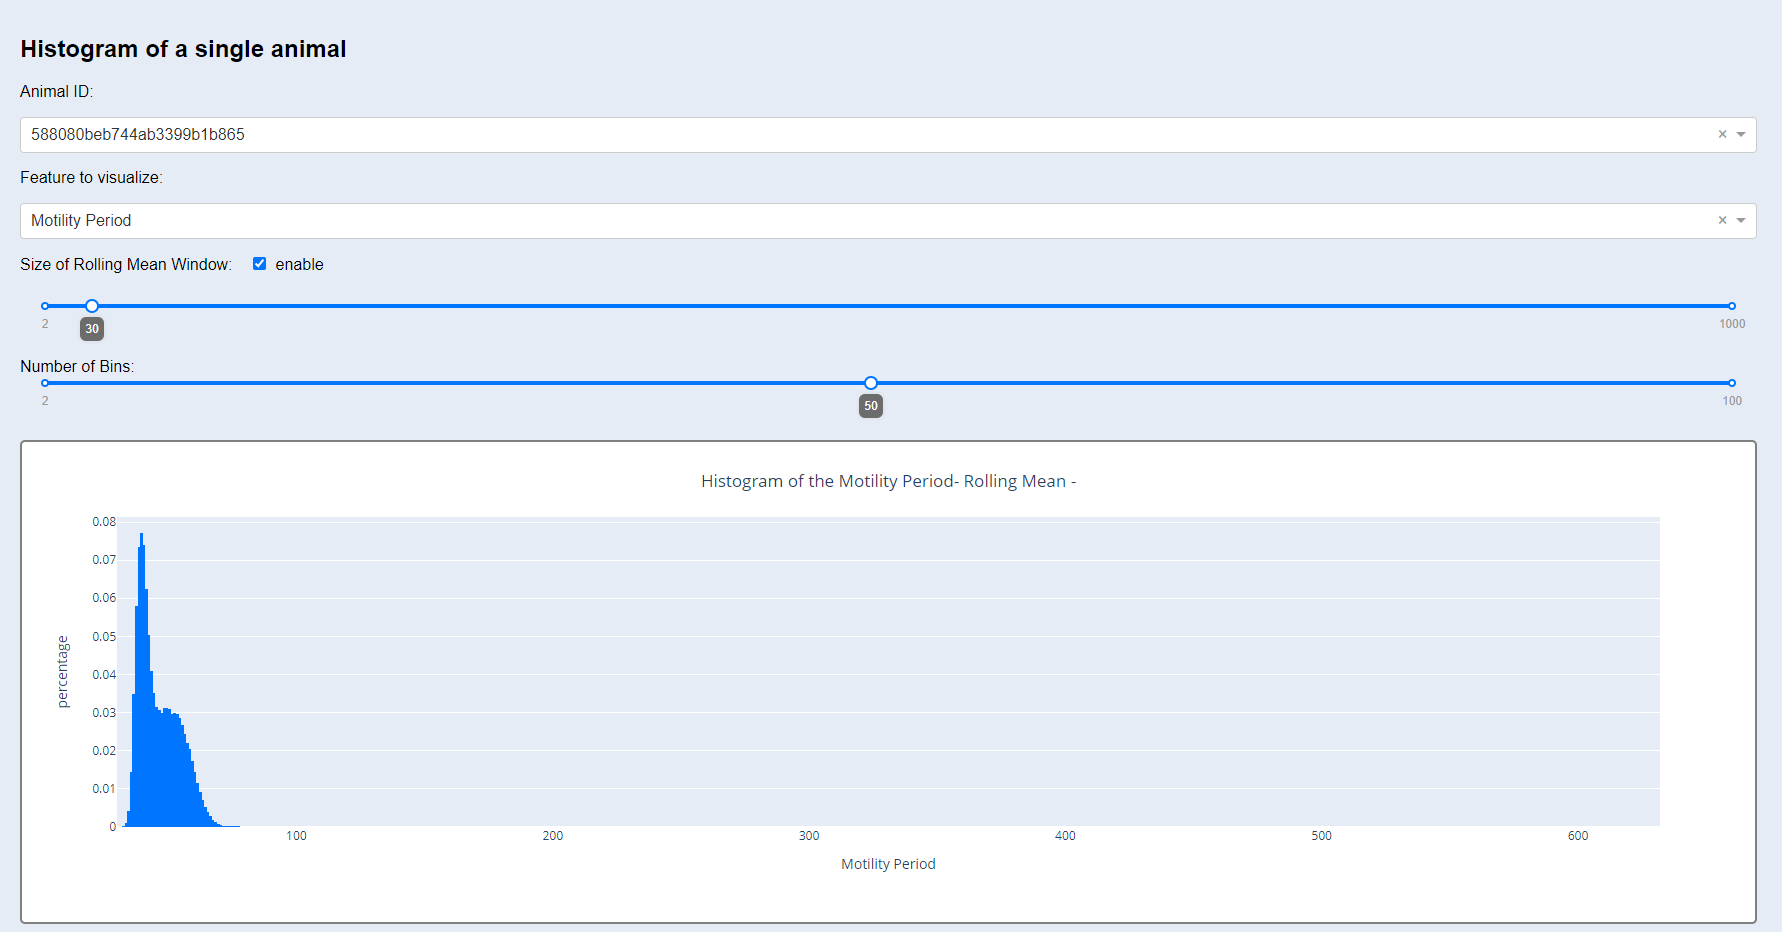 Histogram of a single animal
Animal ID:
588080beb744ab3399b1b865
Feature to visualize:
Motility Period
Size of Rolling Mean Window: enable
2 30 1000
Number of Bins:
2 50 100
Histogram of the Motility Period- Rolling Mean -
percentage
0.08
0.07
0.06
0.05
0.04
0.03
0.02
0.01
0
100 200 300 400 500 600
Motility Period